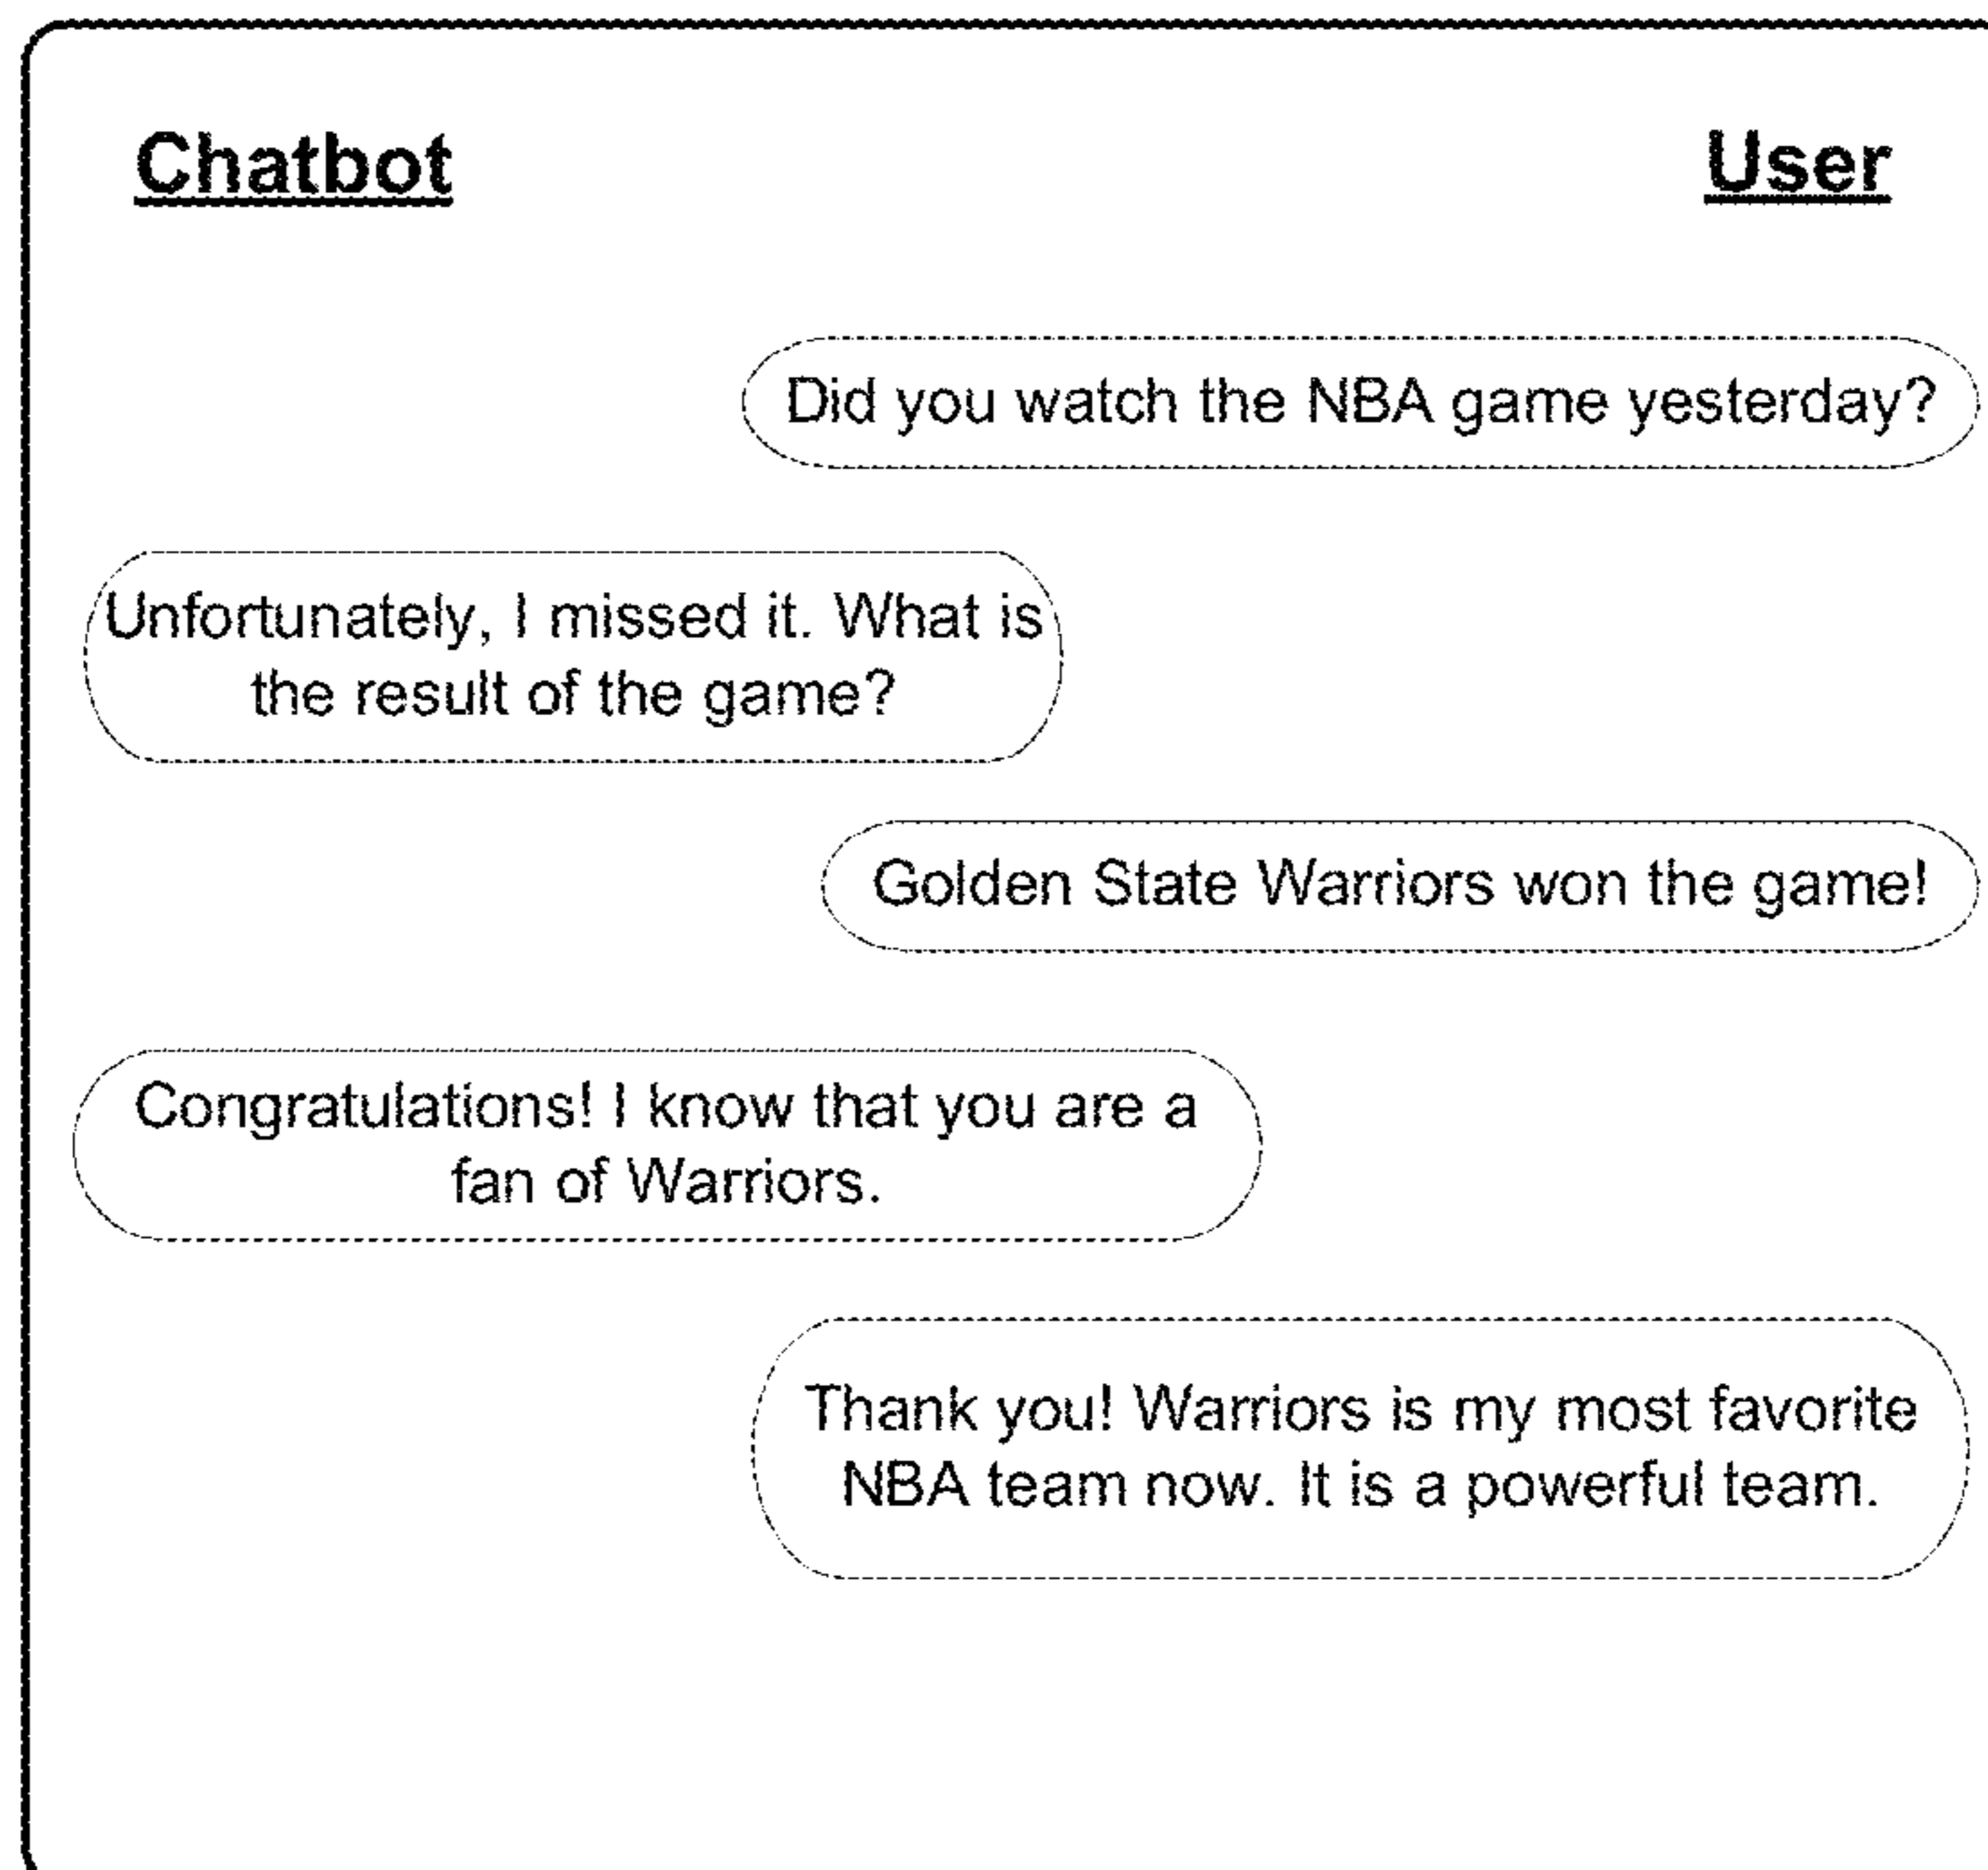 Chatbot
User
Did you watch the NBA game yesterday?
Unfortunately, I missed it. What is
the result of the game?
Golden State Warriors won the game!
Congratulations! I know that you are a
fan of Warriors.
Thank you! Warriors is my most favorite
NBA team now. It is a powerful team.